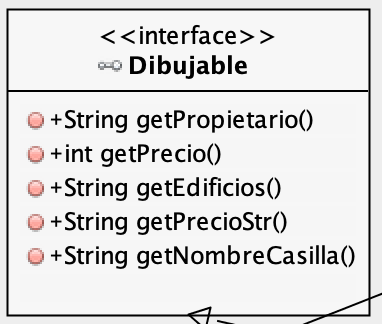 <<interface>>
Dibujable
+String getPropietario()
+int getPrecio()
+String getEdificios()
+String getPrecioStr()
+String getNombreCasilla()